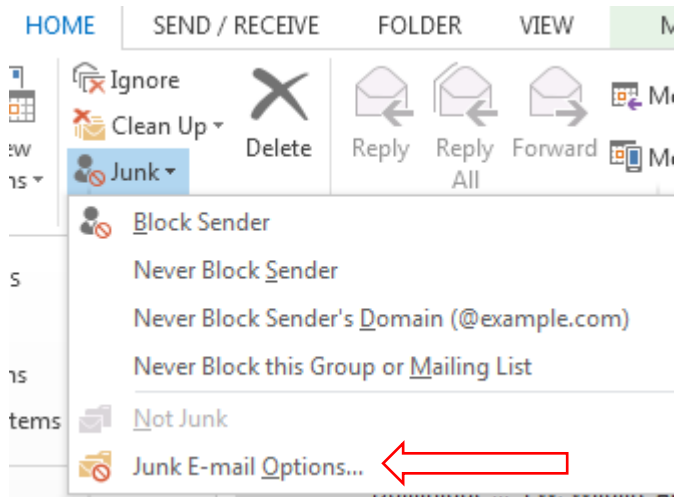 HOME SEND / RECEIVE FOLDER VIEW
Ignore
Clean Up
Junk
Delete
Reply
Reply All
Forward
Block Sender
Never Block Sender
Never Block Sender's Domain (@example.com)
Never Block this Group or Mailing List
Not Junk
Junk E-mail Options...